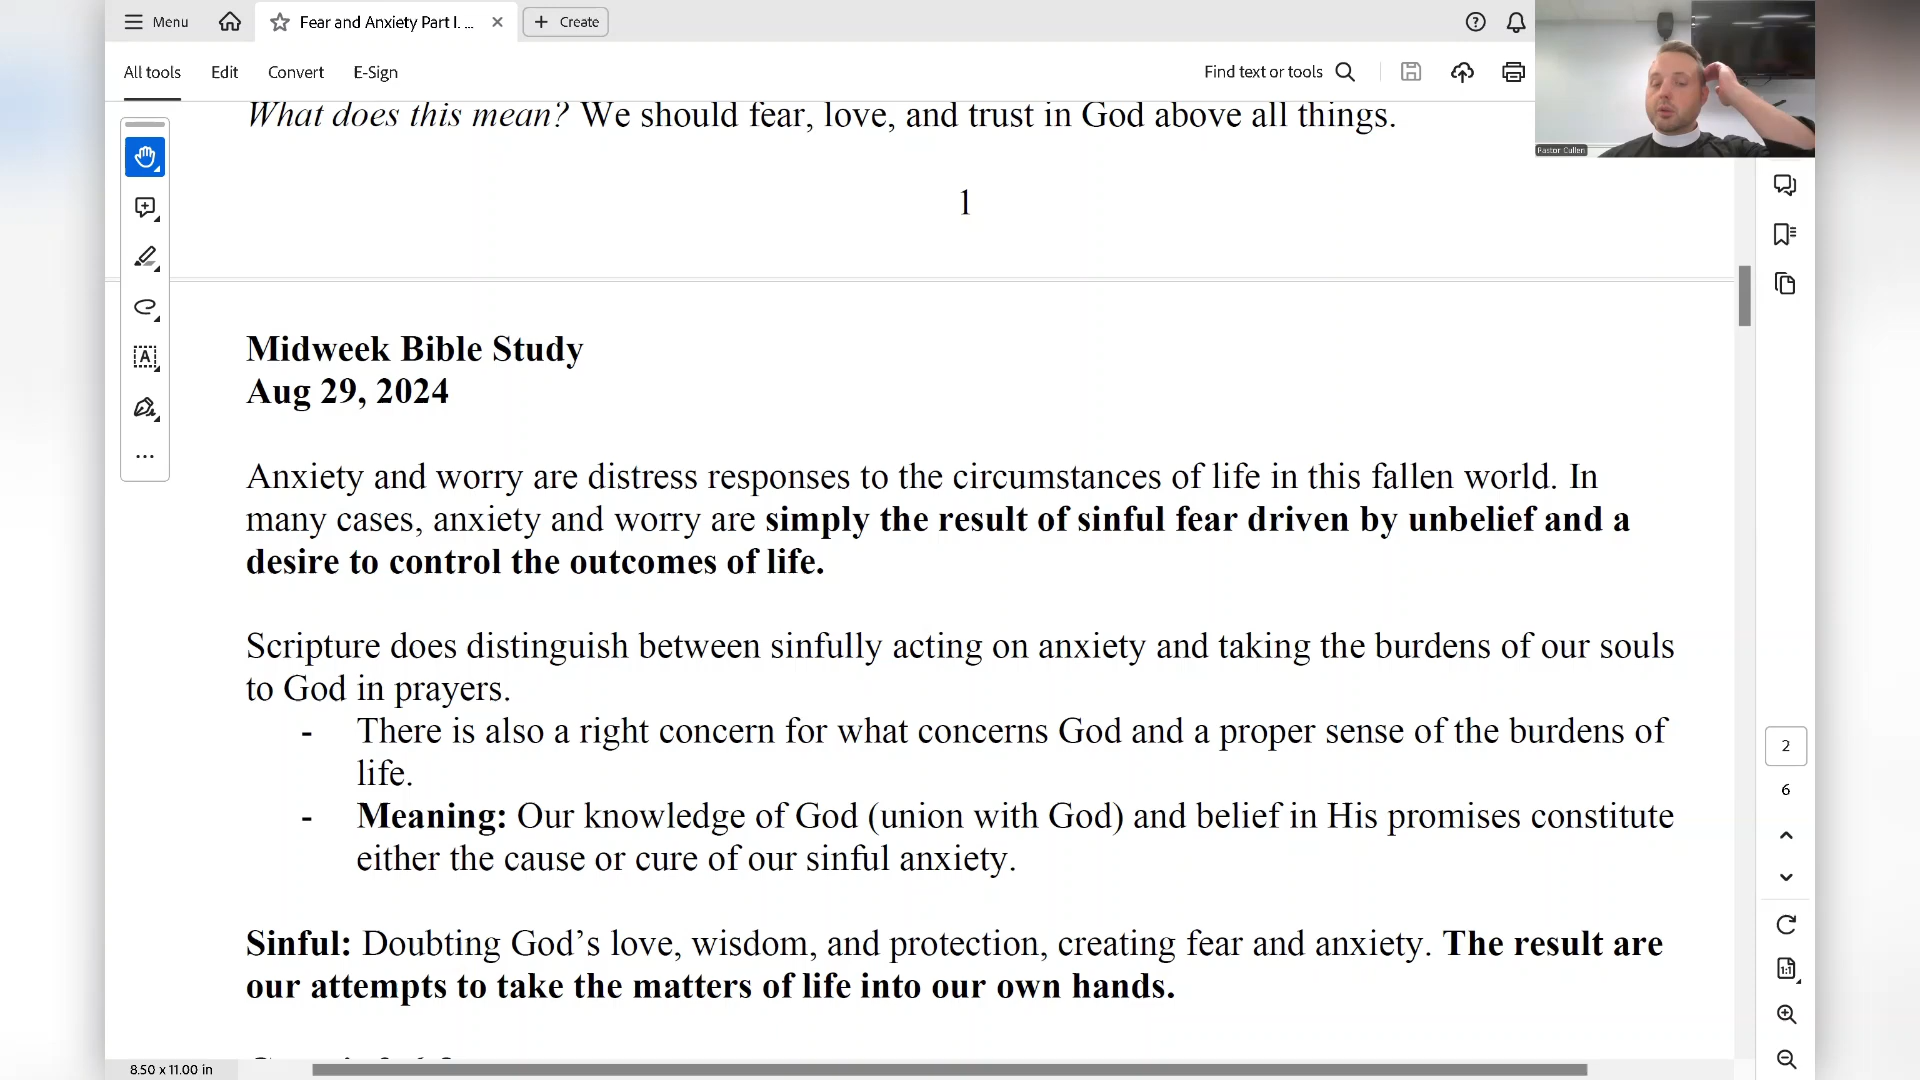 Menu
Fear and Anxiety Part I. ...
Create
All tools
Edit
Convert
E-Sign
Find text or tools
Pastor Cullen
What does this mean? We should fear, love, and trust in God above all things.
1
Midweek Bible Study
Aug 29, 2024
Anxiety and worry are distress responses to the circumstances of life in this fallen world. In
many cases, anxiety and worry are simply the result of sinful fear driven by unbelief and a
desire to control the outcomes of life.
Scripture does distinguish between sinfully acting on anxiety and taking the burdens of our souls
to God in prayers.
- There is also a right concern for what concerns God and a proper sense of the burdens of
life.
- Meaning: Our knowledge of God (union with God) and belief in His promises constitute
either the cause or cure of our sinful anxiety.
Sinful: Doubting God’s love, wisdom, and protection, creating fear and anxiety. The result are
our attempts to take the matters of life into our own hands.
2
6
8.50 x 11.00 in